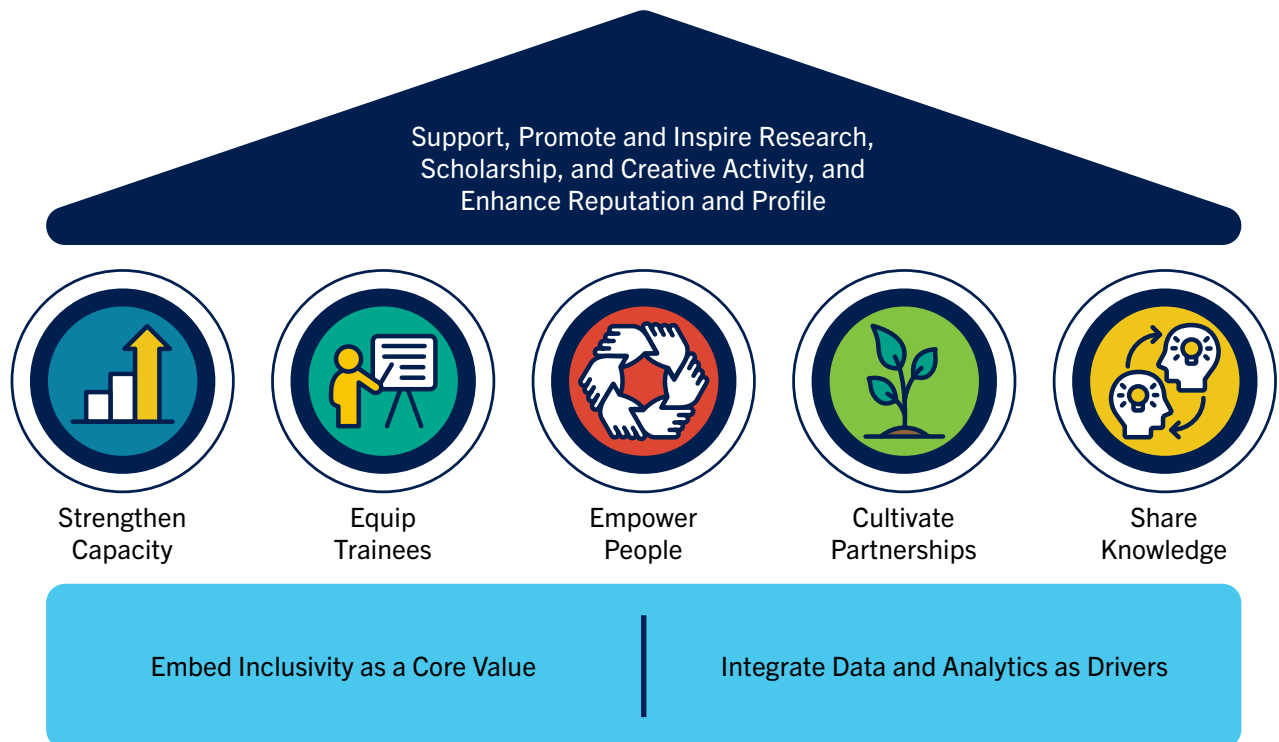 Support, Promote and Inspire Research,
Scholarship, and Creative Activity, and
Enhance Reputation and Profile
Strengthen
Capacity
Equip
Trainees
Empower
People
Cultivate
Partnerships
Share
Knowledge
Embed Inclusivity as a Core Value
Integrate Data and Analytics as Drivers